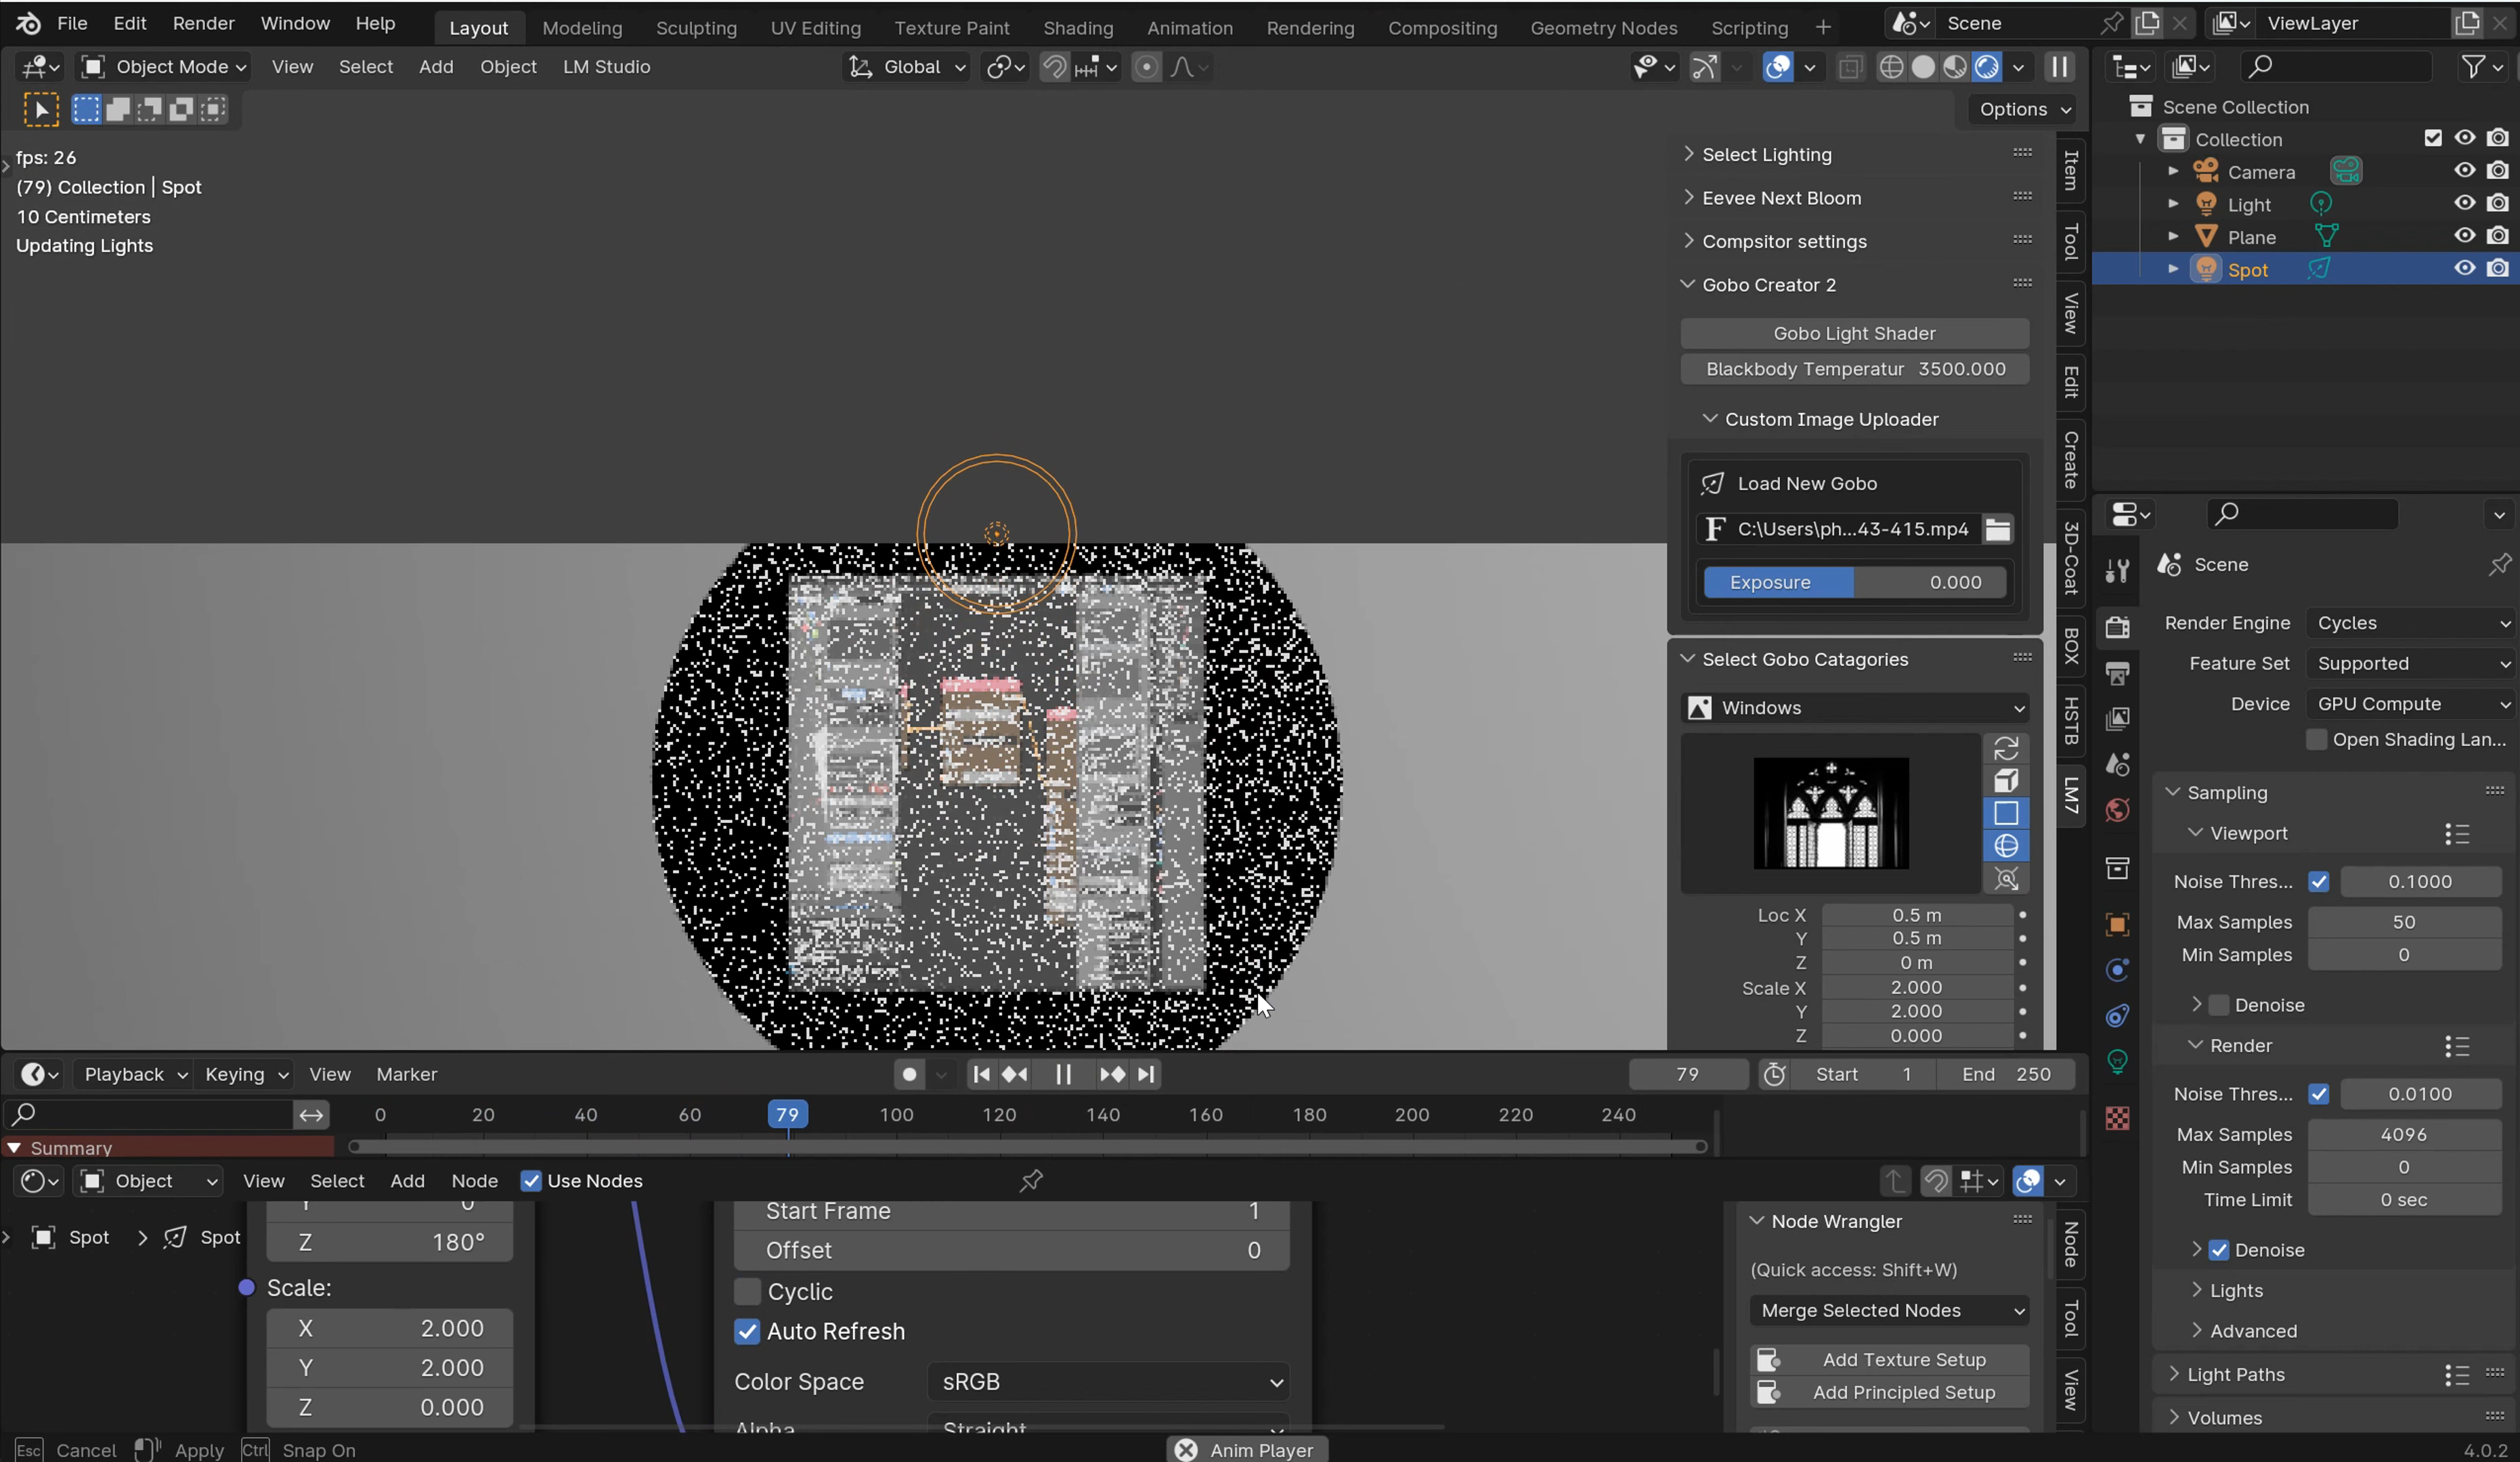 File Edit Render Window Help Layout Modeling Sculpting UV Editing Texture Paint Shading Animation Rendering Compositing Geometry Nodes Scripting + Scene ViewLayer
Object Mode View Select Add Object LM Studio Global
Options
fps: 26
(79) Collection | Spot
10 Centimeters
Updating Lights
Select Lighting
Eevee Next Bloom
Compsitor settings
Gobo Creator 2
Gobo Light Shader
Blackbody Temperatur 3500.000
Custom Image Uploader
Load New Gobo
C:\Users\ph...43-415.mp4
Exposure 0.000
Select Gobo Catagories
Windows
Loc X 0.5 m
Y 0.5 m
Z 0 m
Scale X 2.000
Y 2.000
Z 0.000
Item
Tool
View
Edit
Create
3D-Coat
BOX
HSTB
LM7
Scene Collection
Collection
Camera
Light
Plane
Spot
Scene
Render Engine Cycles
Feature Set Supported
Device GPU Compute
Open Shading Lan...
Sampling
Viewport
Noise Thres... 0.1000
Max Samples 50
Min Samples 0
Denoise
Render
Noise Thres... 0.0100
Max Samples 4096
Min Samples 0
Time Limit 0 sec
Denoise
Lights
Advanced
Light Paths
Volumes
Playback Keying View Marker 79 Start 1 End 250
0 20 40 60 79 100 120 140 160 180 200 220 240
Summary
Object View Select Add Node Use Nodes
Spot > Spot
Y 0
Z 180°
Scale:
X 2.000
Y 2.000
Z 0.000
Start Frame 1
Offset 0
Cyclic
Auto Refresh
Color Space sRGB
Alpha Straight
Node Wrangler
(Quick access: Shift+W)
Merge Selected Nodes
Add Texture Setup
Add Principled Setup
Node
Tool
View
Esc Cancel Apply Ctrl Snap On Anim Player 4.0.2